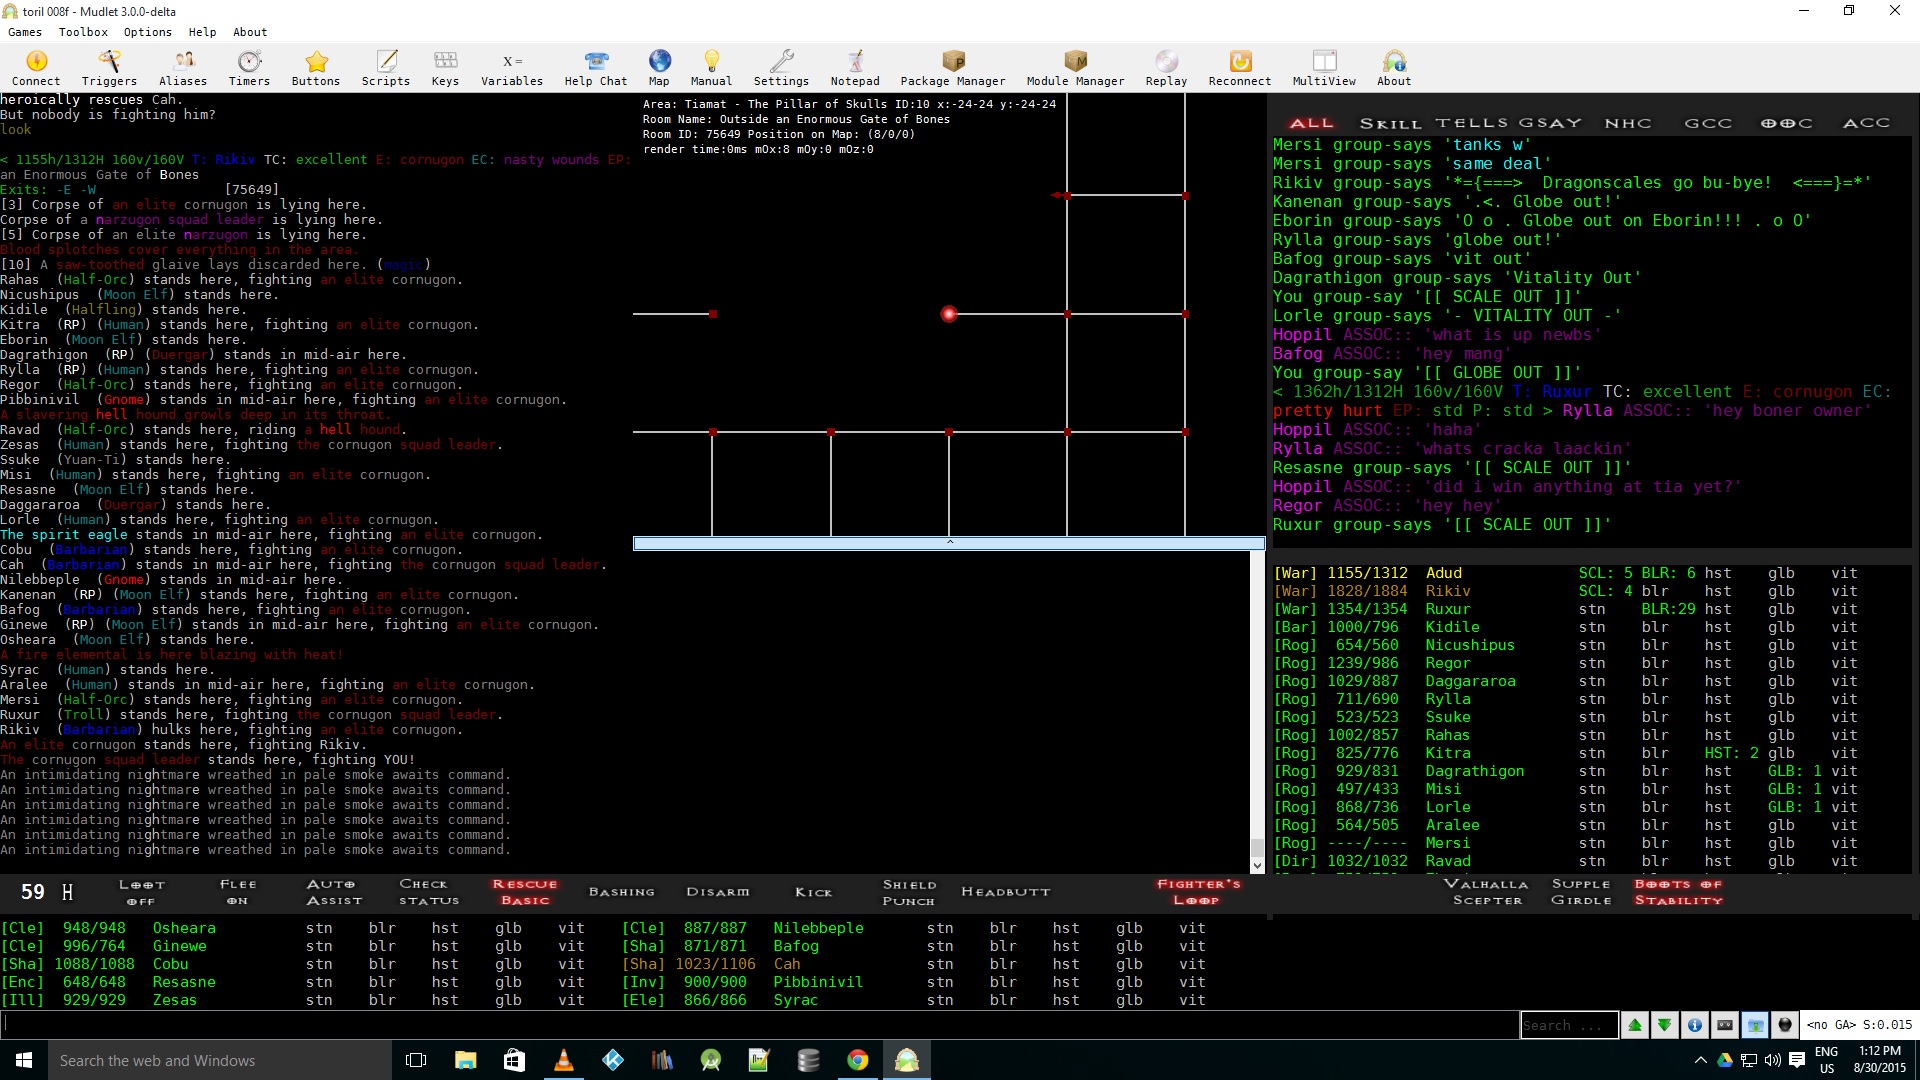 toril 008f - Mudlet 3.0.0-delta
Games Toolbox Options Help About
Connect Triggers Aliases Timers Buttons Scripts Keys Variables Help Chat Map Manual Settings Notepad Package Manager Module Manager Replay Reconnect MultiView About
heroically rescues Cah.
But nobody is fighting him?
look
< 1155h/1312H 160v/160V T: Rikiv TC: excellent E: cornugon EC: nasty wounds EP:
an Enormous Gate of Bones
Exits: -E -W [75649]
[3] Corpse of an elite cornugon is lying here.
Corpse of a narzugon squad leader is lying here.
[5] Corpse of an elite narzugon is lying here.
Blood splotches cover everything in the area.
[10] A saw-toothed glaive lays discarded here. (magic)
Rahas (Half-Orc) stands here, fighting an elite cornugon.
Nicushipus (Moon Elf) stands here.
Kidile (Halfling) stands here.
Kitra (RP) (Human) stands here, fighting an elite cornugon.
Eborin (Moon Elf) stands here.
Dagrathigon (RP) (Duergar) stands in mid-air here.
Rylla (RP) (Human) stands here, fighting an elite cornugon.
Regor (Half-Orc) stands here, fighting an elite cornugon.
Pibbinivil (Gnome) stands in mid-air here, fighting an elite cornugon.
A slavering hell hound growls deep in its throat.
Ravad (Half-Orc) stands here, riding a hell hound.
Zesas (Human) stands here, fighting the cornugon squad leader.
Ssuke (Yuan-Ti) stands here.
Misi (Human) stands here, fighting an elite cornugon.
Resasne (Moon Elf) stands here.
Daggararoa (Duergar) stands here.
Lorle (Human) stands here, fighting an elite cornugon.
The spirit eagle stands in mid-air here, fighting an elite cornugon.
Cobu (Barbarian) stands here, fighting an elite cornugon.
Cah (Barbarian) stands in mid-air here, fighting the cornugon squad leader.
Nilebbeple (Gnome) stands in mid-air here.
Kanenan (RP) (Moon Elf) stands here, fighting an elite cornugon.
Bafog (Barbarian) stands here, fighting an elite cornugon.
Ginewe (RP) (Moon Elf) stands in mid-air here, fighting an elite cornugon.
Osheara (Moon Elf) stands here.
A fire elemental is here blazing with heat!
Syrac (Human) stands here.
Aralee (Human) stands in mid-air here, fighting an elite cornugon.
Mersi (Half-Orc) stands here, fighting an elite cornugon.
Ruxur (Troll) stands here, fighting the cornugon squad leader.
Rikiv (Barbarian) hulks here, fighting an elite cornugon.
An elite cornugon stands here, fighting Rikiv.
The cornugon squad leader stands here, fighting YOU!
An intimidating nightmare wreathed in pale smoke awaits command.
An intimidating nightmare wreathed in pale smoke awaits command.
An intimidating nightmare wreathed in pale smoke awaits command.
An intimidating nightmare wreathed in pale smoke awaits command.
An intimidating nightmare wreathed in pale smoke awaits command.
An intimidating nightmare wreathed in pale smoke awaits command.
Area: Tiamat - The Pillar of Skulls ID:10 x:-24-24 y:-24-24
Room Name: Outside an Enormous Gate of Bones
Room ID: 75649 Position on Map: (8/0/0)
render time:0ms mOx:8 mOy:0 mOz:0
^
ALL SKILL TELLS GSAY NHC GCC OOC ACC
Mersi group-says 'tanks w'
Mersi group-says 'same deal'
Rikiv group-says '*={===> Dragonscales go bu-bye! <===}=*'
Kanenan group-says '.<. Globe out!'
Eborin group-says 'O o . Globe out on Eborin!!! . o O'
Rylla group-says 'globe out!'
Bafog group-says 'vit out'
Dagrathigon group-says 'Vitality Out'
You group-say '[[ SCALE OUT ]]'
Lorle group-says '- VITALITY OUT -'
Hoppil ASSOC:: 'what is up newbs'
Bafog ASSOC:: 'hey mang'
You group-say '[[ GLOBE OUT ]]'
< 1362h/1312H 160v/160V T: Ruxur TC: excellent E: cornugon EC:
pretty hurt EP: std P: std > Rylla ASSOC:: 'hey boner owner'
Hoppil ASSOC:: 'haha'
Rylla ASSOC:: 'whats cracka laackin'
Resasne group-says '[[ SCALE OUT ]]'
Hoppil ASSOC:: 'did i win anything at tia yet?'
Regor ASSOC:: 'hey hey'
Ruxur group-says '[[ SCALE OUT ]]'
[War] 1155/1312 Adud SCL: 5 BLR: 6 hst glb vit
[War] 1828/1884 Rikiv SCL: 4 blr hst glb vit
[War] 1354/1354 Ruxur stn BLR:29 hst glb vit
[Bar] 1000/796 Kidile stn blr hst glb vit
[Rog] 654/560 Nicushipus stn blr hst glb vit
[Rog] 1239/986 Regor stn blr hst glb vit
[Rog] 1029/887 Daggararoa stn blr hst glb vit
[Rog] 711/690 Rylla stn blr hst glb vit
[Rog] 523/523 Ssuke stn blr hst glb vit
[Rog] 1002/857 Rahas stn blr hst glb vit
[Rog] 825/776 Kitra stn blr HST: 2 glb vit
[Rog] 929/831 Dagrathigon stn blr hst GLB: 1 vit
[Rog] 497/433 Misi stn blr hst GLB: 1 vit
[Rog] 868/736 Lorle stn blr hst GLB: 1 vit
[Rog] 564/505 Aralee stn blr hst glb vit
[Rog] ----/---- Mersi stn blr hst glb vit
[Dir] 1032/1032 Ravad stn blr hst glb vit
59 H LOOT OFF FLEE ON AUTO ASSIST CHECK STATUS RESCUE BASIC BASHING DISARM KICK SHIELD PUNCH HEADBUTT FIGHTER'S LOOP VALHALLA SCEPTER SUPPLE GIRDLE BOOTS OF STABILITY
[Cle] 948/948 Osheara stn blr hst glb vit [Cle] 887/887 Nilebbeple stn blr hst glb vit
[Cle] 996/764 Ginewe stn blr hst glb vit [Sha] 871/871 Bafog stn blr hst glb vit
[Sha] 1088/1088 Cobu stn blr hst glb vit [Sha] 1023/1106 Cah stn blr hst glb vit
[Enc] 648/648 Resasne stn blr hst glb vit [Inv] 900/900 Pibbinivil stn blr hst glb vit
[Ill] 929/929 Zesas stn blr hst glb vit [Ele] 866/866 Syrac stn blr hst glb vit
Search ... <no GA> S:0.015
Search the web and Windows
ENG US
1:12 PM
8/30/2015